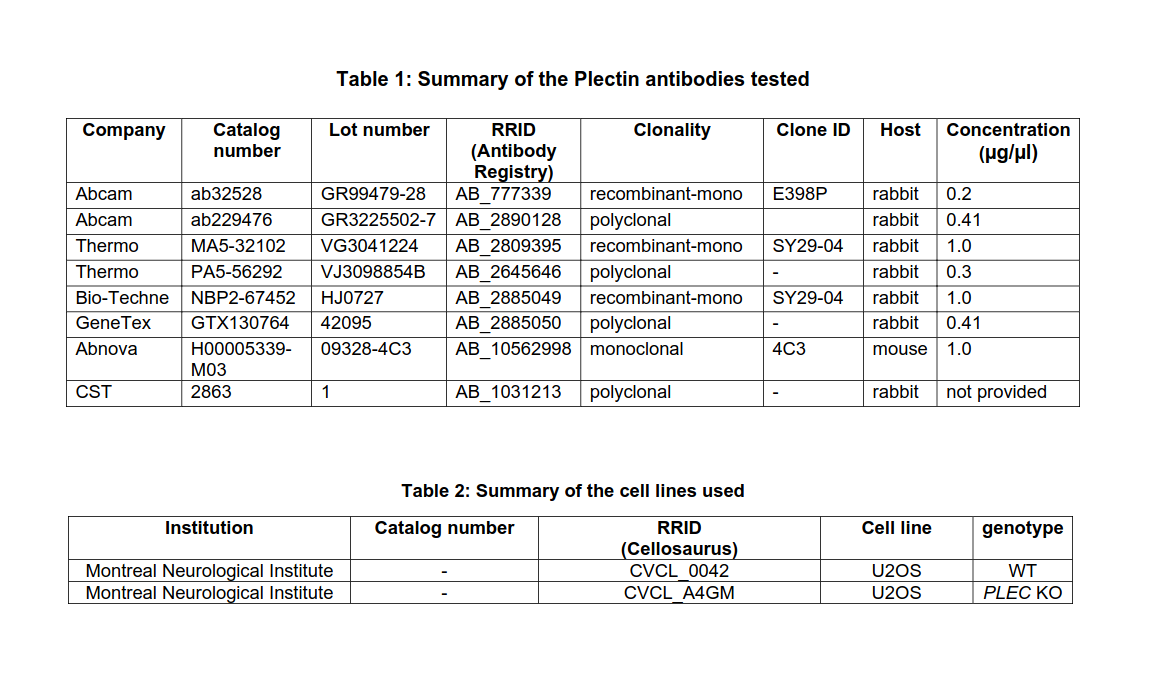 Table 1: Summary of the Plectin antibodies tested
Company Catalog number Lot number RRID (Antibody Registry) Clonality Clone ID Host Concentration (µg/µl)
Abcam ab32528 GR99479-28 AB_777339 recombinant-mono E398P rabbit 0.2
Abcam ab229476 GR3225502-7 AB_2890128 polyclonal rabbit 0.41
Thermo MA5-32102 VG3041224 AB_2809395 recombinant-mono SY29-04 rabbit 1.0
Thermo PA5-56292 VJ3098854B AB_2645646 polyclonal - rabbit 0.3
Bio-Techne NBP2-67452 HJ0727 AB_2885049 recombinant-mono SY29-04 rabbit 1.0
GeneTex GTX130764 42095 AB_2885050 polyclonal - rabbit 0.41
Abnova H00005339-M03 09328-4C3 AB_10562998 monoclonal 4C3 mouse 1.0
CST 2863 1 AB_1031213 polyclonal - rabbit not provided
Table 2: Summary of the cell lines used
Institution Catalog number RRID (Cellosaurus) Cell line genotype
Montreal Neurological Institute - CVCL_0042 U2OS WT
Montreal Neurological Institute - CVCL_A4GM U2OS PLEC KO